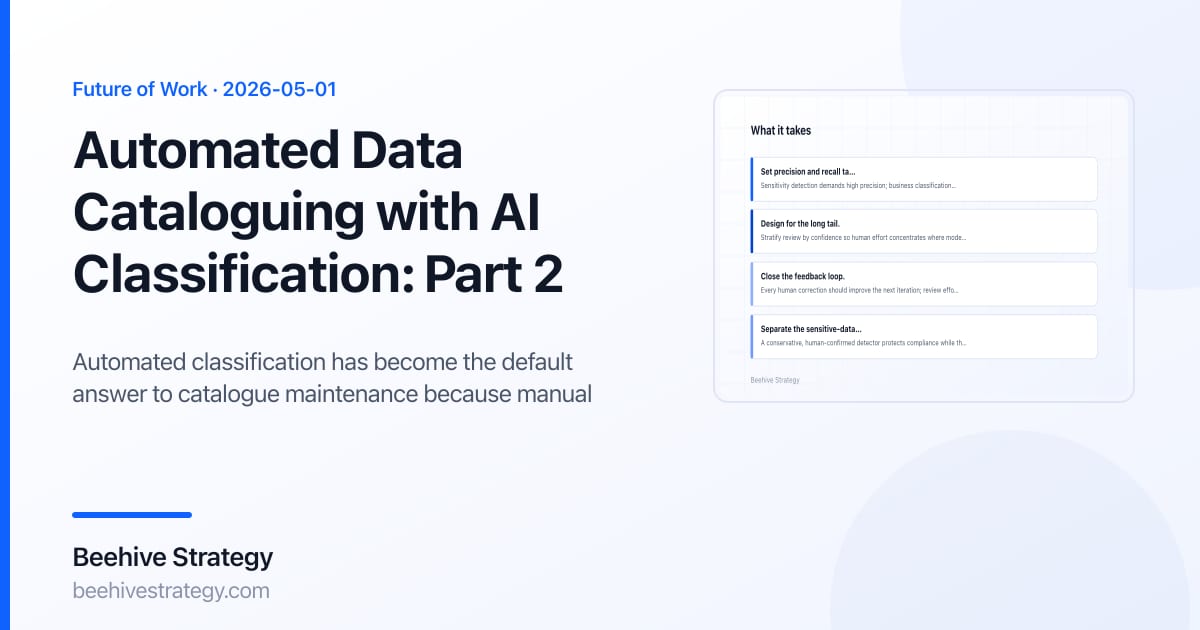 Future of Work · 2026-05-01
Automated Data
Cataloguing with AI
Classification: Part 2
Automated classification has become the default
answer to catalogue maintenance because manual
Beehive Strategy
beehivestrategy.com
What it takes
Set precision and recall ta...
Sensitivity detection demands high precision; business classification...
Design for the long tail.
Stratify review by confidence so human effort concentrates where mode...
Close the feedback loop.
Every human correction should improve the next iteration; review effo...
Separate the sensitive-data...
A conservative, human-confirmed detector protects compliance while th...
Beehive Strategy